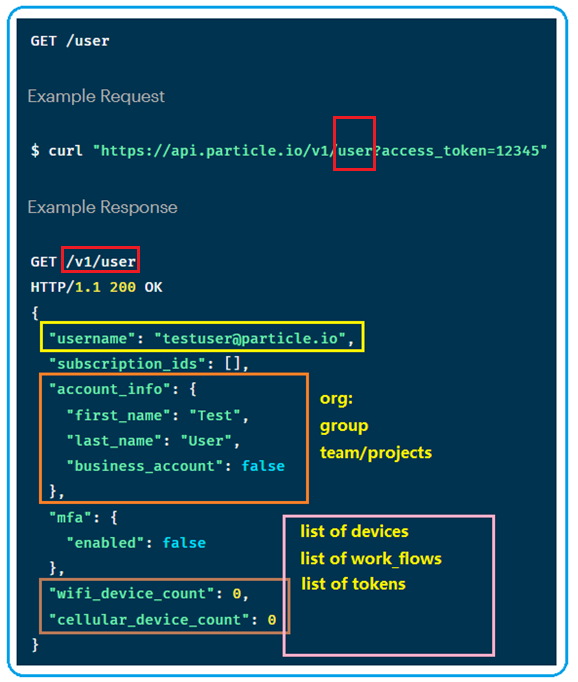 GET /user
Example Request
$ curl "https://api.particle.io/v1/user?access_token=12345"
Example Response
GET /v1/user
HTTP/1.1 200 OK
{
"username": "testuser@particle.io",
"subscription_ids": [],
"account_info": {
"first_name": "Test",
"last_name": "User",
"business_account": false
},
org:
group
team/projects
"mfa": {
"enabled": false
},
"wifi_device_count": 0,
"cellular_device_count": 0
}
list of devices
list of work_flows
list of tokens